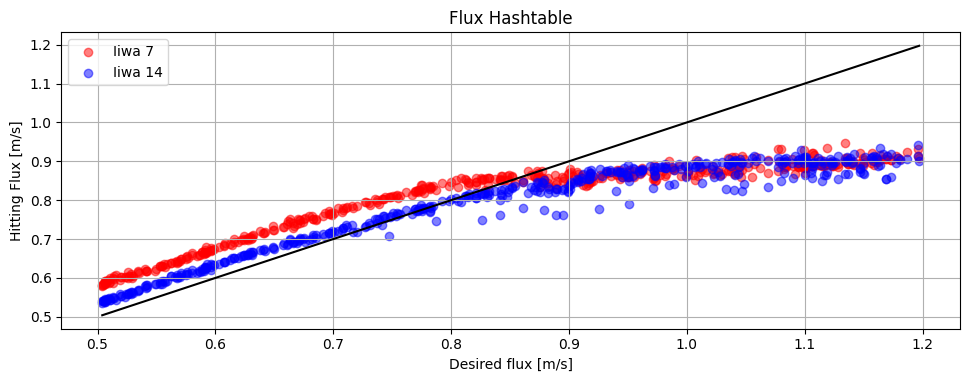 Flux Hashtable
Iiwa 7
Iiwa 14
Hitting Flux [m/s]
1.2
1.1
1.0
0.9
0.8
0.7
0.6
0.5
0.5 0.6 0.7 0.8 0.9 1.0 1.1 1.2
Desired flux [m/s]